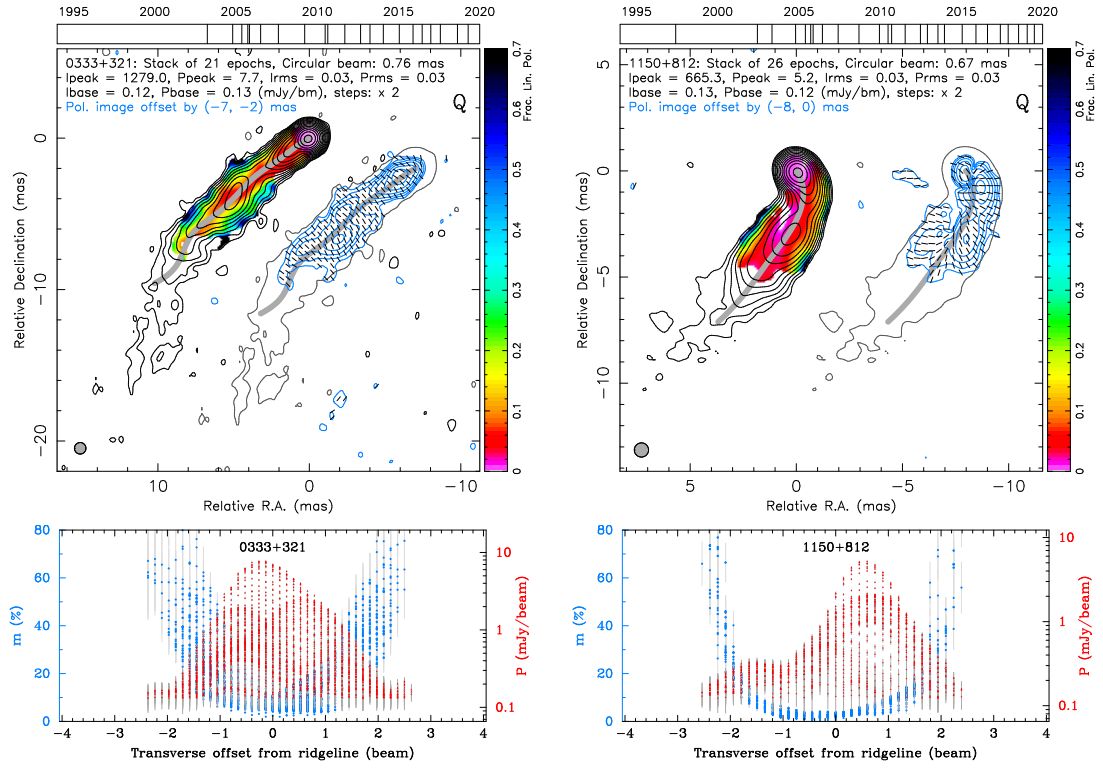 1995 2000 2005 2010 2015 2020
0333+321: Stack of 21 epochs, Circular beam: 0.76 mas
Ipeak = 1279.0, Ppeak = 7.7, Irms = 0.03, Prms = 0.03
Ibase = 0.12, Pbase = 0.13 (mJy/bm), steps: x 2
Pol. image offset by (−7, −2) mas
Q
Relative Declination (mas)
0
−10
−20
10 0 −10
Relative R.A. (mas)
Frac. Lin. Pol.
0.7
0.6
0.5
0.4
0.3
0.2
0.1
0
1995 2000 2005 2010 2015 2020
1150+812: Stack of 26 epochs, Circular beam: 0.67 mas
Ipeak = 665.3, Ppeak = 5.2, Irms = 0.03, Prms = 0.03
Ibase = 0.13, Pbase = 0.12 (mJy/bm), steps: x 2
Pol. image offset by (−8, 0) mas
Q
Relative Declination (mas)
5
0
−5
−10
5 0 −5 −10
Relative R.A. (mas)
Frac. Lin. Pol.
0.7
0.6
0.5
0.4
0.3
0.2
0.1
0
0333+321
m (%)
80
60
40
20
0
P (mJy/beam)
10
1
0.1
−4 −3 −2 −1 0 1 2 3 4
Transverse offset from ridgeline (beam)
1150+812
m (%)
80
60
40
20
0
P (mJy/beam)
10
1
0.1
−4 −3 −2 −1 0 1 2 3 4
Transverse offset from ridgeline (beam)